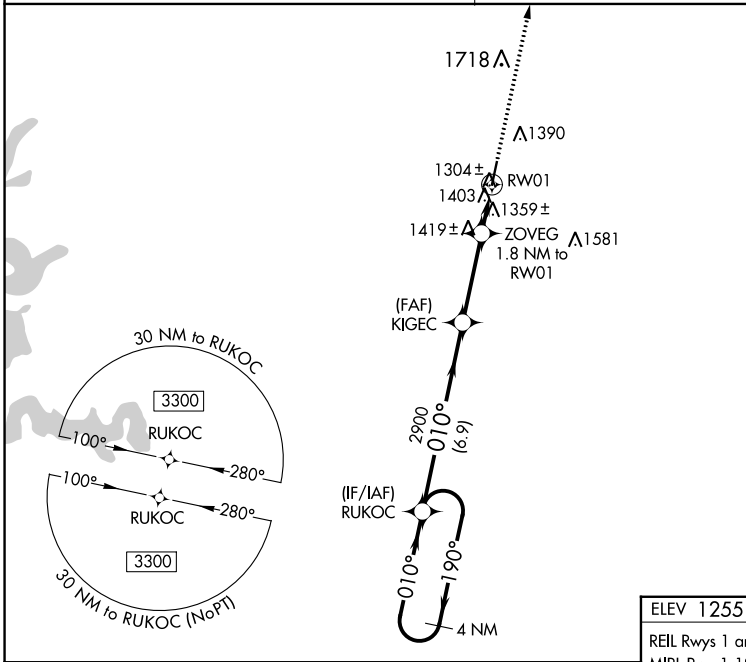 1718
1390
1304±
RW01
1403
1359±
1419±
ZOVEG
1581
1.8 NM to
RW01
(FAF)
KIGEC
30 NM to RUKOC
3300
RUKOC
100°
280°
2900
010°
(6.9)
100°
280°
RUKOC
3300
30 NM to RUKOC (NoPT)
(IF/IAF)
RUKOC
010°
190°
4 NM
ELEV 1255
REIL Rwys 1 an